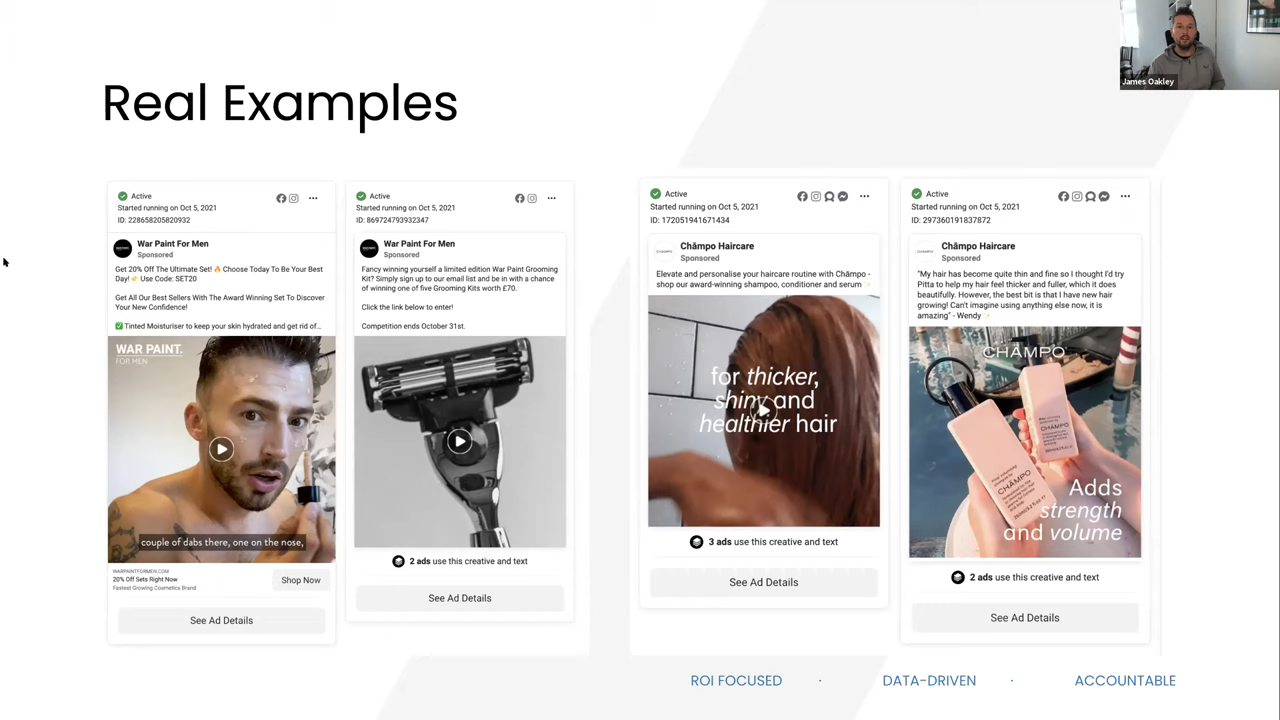 James Oakley
Real Examples
Active
Started running on Oct 5, 2021
ID: 228658205820932
War Paint For Men
Sponsored
Get 20% Off The Ultimate Set! 🔥 Choose Today To Be Your Best
Day! 👉 Use Code: SET20
Get All Our Best Sellers With The Award Winning Set To Discover
Your New Confidence!
✅ Tinted Moisturiser to keep your skin hydrated and get rid of...
WAR PAINT.
FOR MEN
couple of dabs there, one on the nose,
WARPAINTFORMEN.COM
20% Off Sets Right Now
Fastest Growing Cosmetics Brand
Shop Now
See Ad Details
Active
Started running on Oct 5, 2021
ID: 869724793932347
War Paint For Men
Sponsored
Fancy winning yourself a limited edition War Paint Grooming
Kit? Simply sign up to our email list and be in with a chance
of winning one of five Grooming Kits worth £70.
Click the link below to enter!
Competition ends October 31st.
2 ads use this creative and text
See Ad Details
Active
Started running on Oct 5, 2021
ID: 172051941671434
Chāmpo Haircare
Sponsored
Elevate and personalise your haircare routine with Chāmpo -
shop our award-winning shampoo, conditioner and serum ✨
for thicker,
shiny and
healthier hair
3 ads use this creative and text
See Ad Details
Active
Started running on Oct 5, 2021
ID: 297360191837872
Chāmpo Haircare
Sponsored
"My hair has become quite thin and fine so I thought I'd try
Pitta to help my hair feel thicker and fuller, which it does
beautifully. However, the best bit is that I have new hair
growing! Can't imagine using anything else now, it is
amazing" - Wendy ✨
CHĀMPO
CHĀMPO
CHĀMPO
Adds
strength
and volume
2 ads use this creative and text
See Ad Details
ROI FOCUSED · DATA-DRIVEN · ACCOUNTABLE